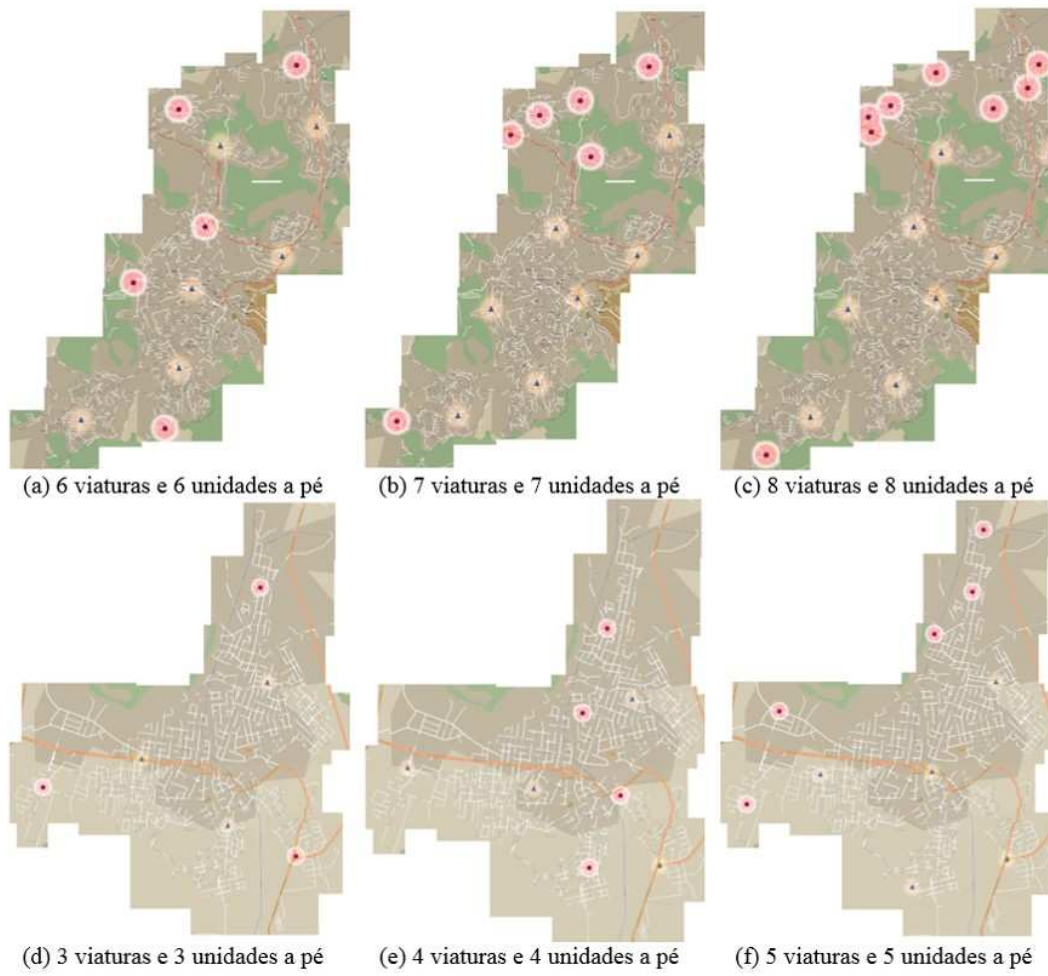 (a) 6 viaturas e 6 unidades a pé
(b) 7 viaturas e 7 unidades a pé
(c) 8 viaturas e 8 unidades a pé
(d) 3 viaturas e 3 unidades a pé
(e) 4 viaturas e 4 unidades a pé
(f) 5 viaturas e 5 unidades a pé